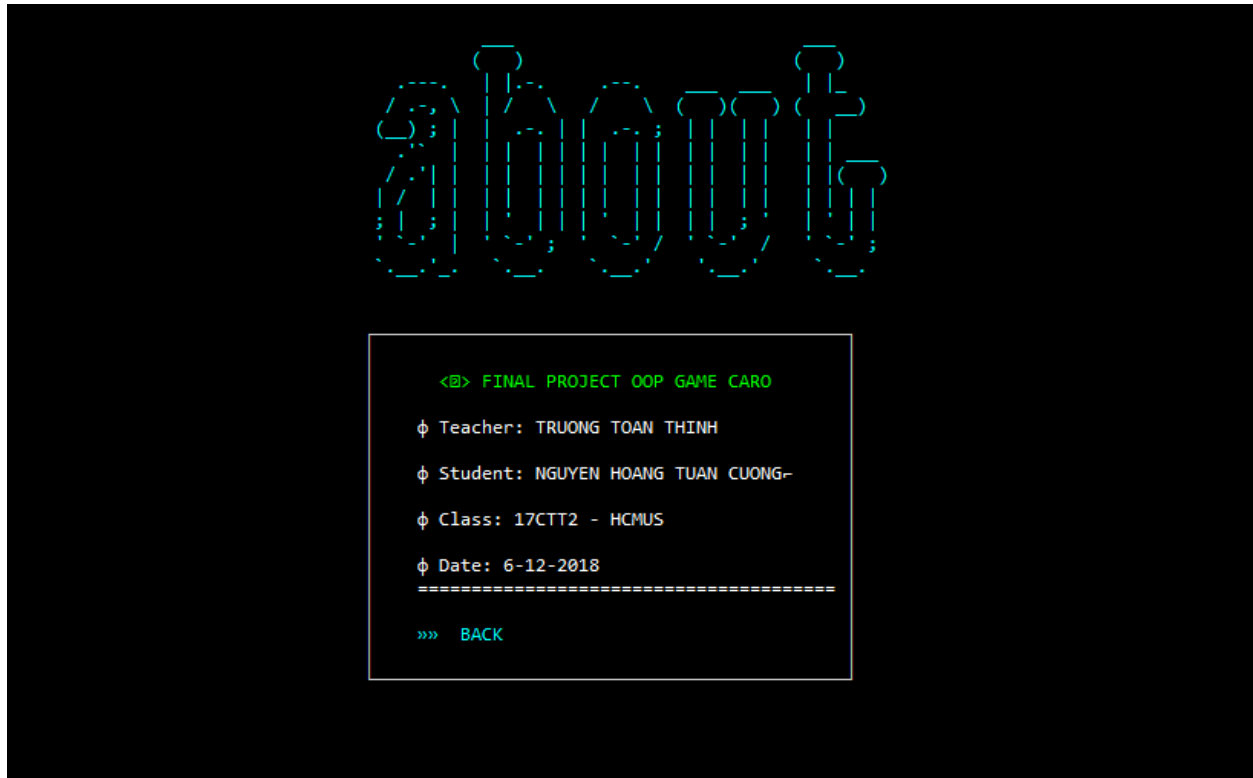 about
<⍰> FINAL PROJECT OOP GAME CARO
ф Teacher: TRUONG TOAN THINH
ф Student: NGUYEN HOANG TUAN CUONG⌐
ф Class: 17CTT2 - HCMUS
ф Date: 6-12-2018
=======================================
»» BACK